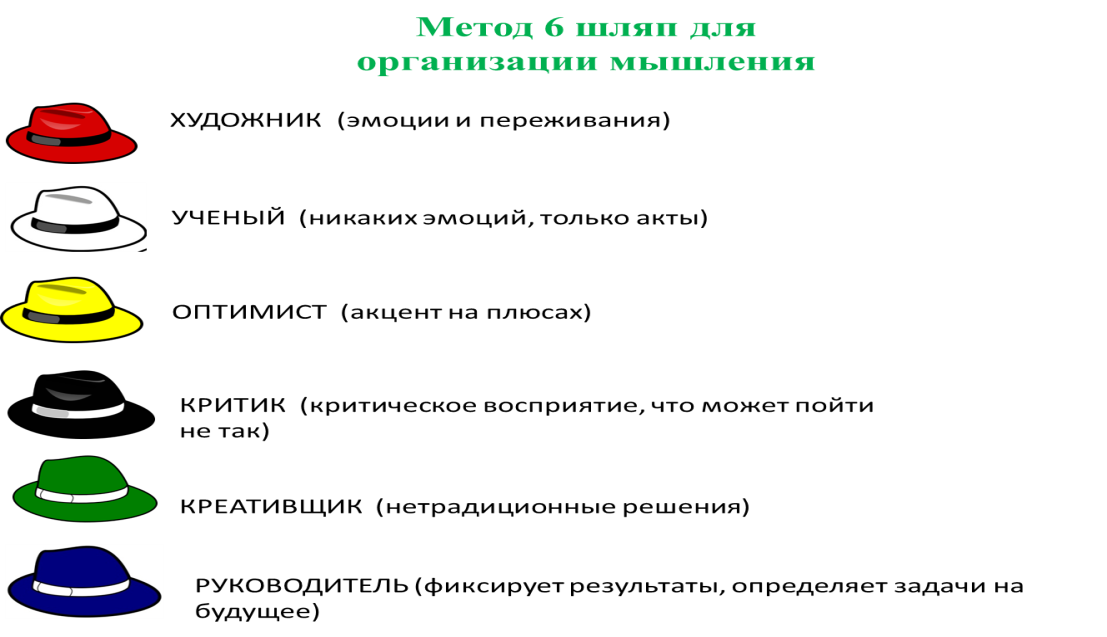 Метод 6 шляп для
организации мышления
ХУДОЖНИК (эмоции и переживания)
УЧЕНЫЙ (никаких эмоций, только акты)
ОПТИМИСТ (акцент на плюсах)
КРИТИК (критическое восприятие, что может пойти
не так)
КРЕАТИВЩИК (нетрадиционные решения)
РУКОВОДИТЕЛЬ (фиксирует результаты, определяет задачи на
будущее)